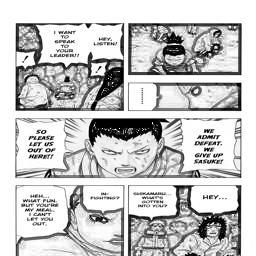 HEY,
LISTEN!
I WANT
TO
SPEAK
TO
YOUR
LEADER!!
!
!
..........
WE
ADMIT
DEFEAT.
WE
GIVE UP
SASUKE!
SO
PLEASE
LET US
OUT OF
HERE!!
HEY...
SHIKAMARU...
WHAT'S
GOTTEN
INTO YOU?
IN-
FIGHTING?
HEH...
WHAT FUN.
BUT YOU'RE
MY MEAL.
I CAN'T
LET YOU
OUT.